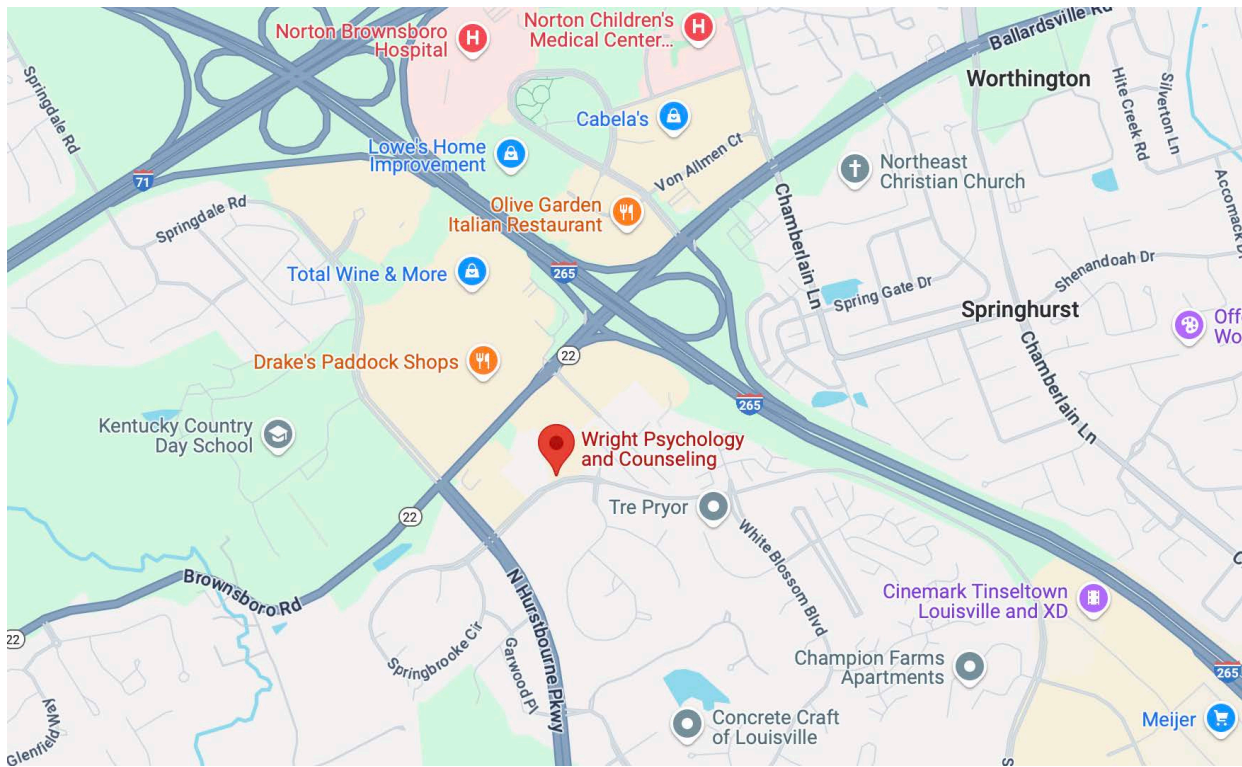 Norton Brownsboro
Hospital
Norton Children's
Medical Center...
Ballardsville Rd
Worthington
Springdale Rd
Hite Creek Rd
Silverton Ln
Cabela's
Lowe's Home
Improvement
Von Allmen Ct
Northeast
Christian Church
71
Springdale Rd
Olive Garden
Italian Restaurant
Chamberlain Ln
Accomack Dr
Total Wine & More
265
Shenandoah Dr
Spring Gate Dr
Springhurst
Drake's Paddock Shops
22
Chamberlain Ln
265
Kentucky Country
Day School
Wright Psychology
and Counseling
22
Tre Pryor
White Blossom Blvd
Brownsboro Rd
N Hurstbourne Pkwy
Cinemark Tinseltown
Louisville and XD
22
Springbrooke Cir
Garwood Pl
Champion Farms
Apartments
265
Glenfield Way
Concrete Craft
of Louisville
Meijer